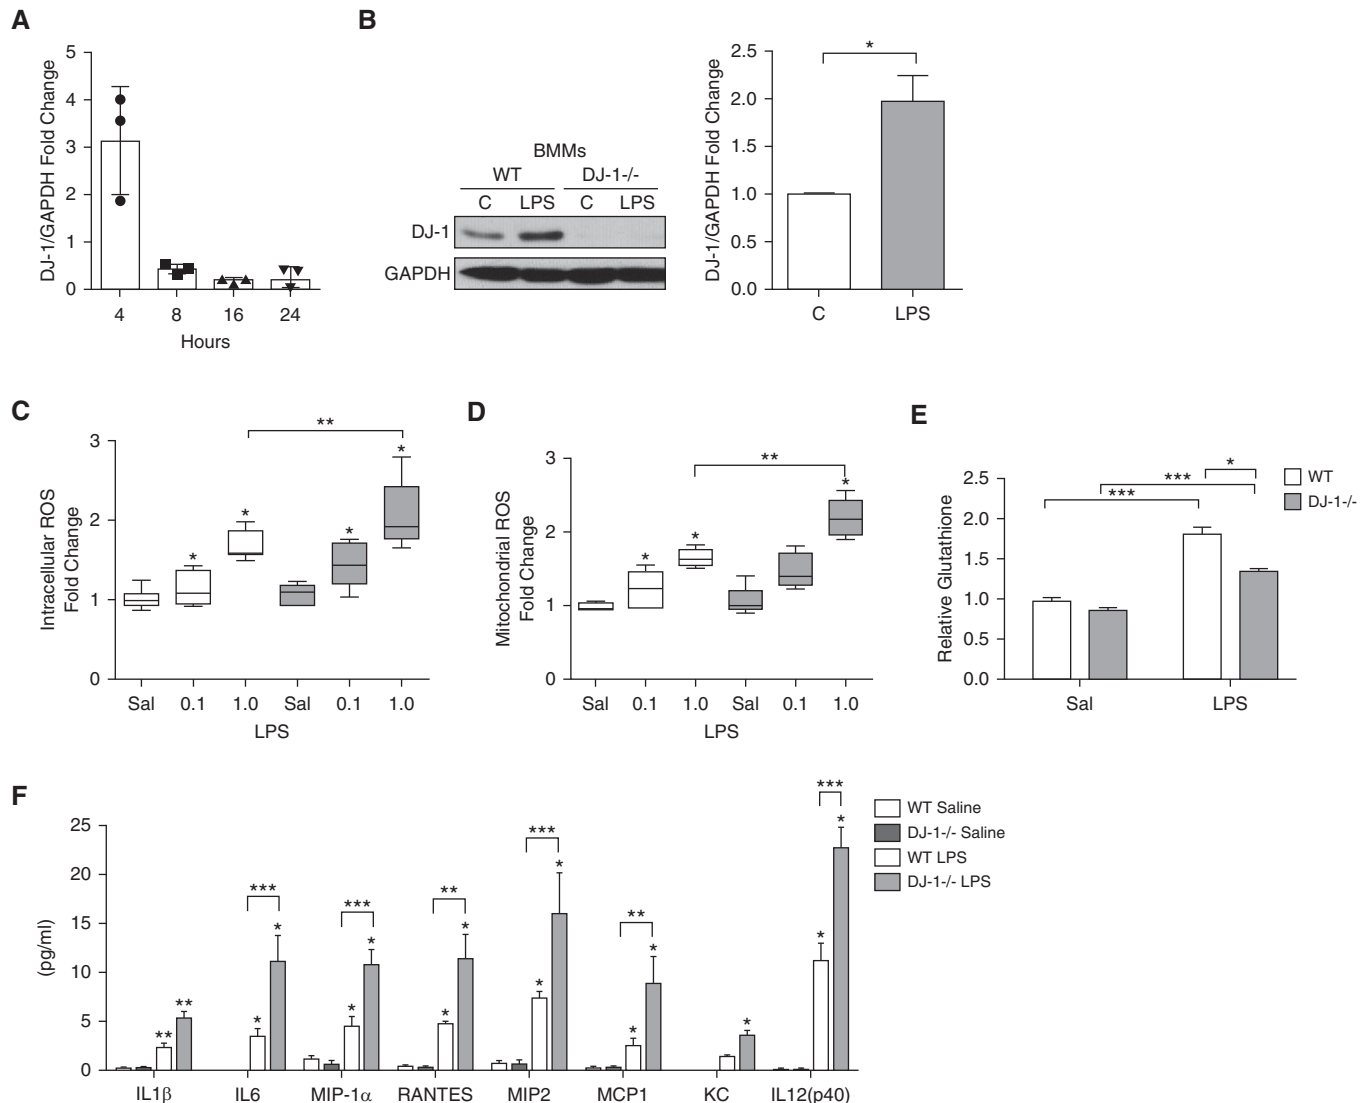 A
DJ-1/GAPDH Fold Change
5
4
3
2
1
0
4 8 16 24
Hours
B
BMMs
WT DJ-1-/-
C LPS C LPS
DJ-1
GAPDH
DJ-1/GAPDH Fold Change
2.5
2.0
1.5
1.0
0.5
0.0
*
C LPS
C
Intracellular ROS
Fold Change
3
2
1
0
**
* * * *
Sal 0.1 1.0 Sal 0.1 1.0
LPS
D
Mitochondrial ROS
Fold Change
3
2
1
0
**
* * *
Sal 0.1 1.0 Sal 0.1 1.0
LPS
E
Relative Glutathione
2.5
2.0
1.5
1.0
0.5
0.0
*** *** *
Sal LPS
WT
DJ-1-/-
F
(pg/ml)
25
20
15
10
5
0
** **
*** * *
*** * *
** * *
*** * *
** * *
*
*** * *
IL1β IL6 MIP-1α RANTES MIP2 MCP1 KC IL12(p40)
WT Saline
DJ-1-/- Saline
WT LPS
DJ-1-/- LPS